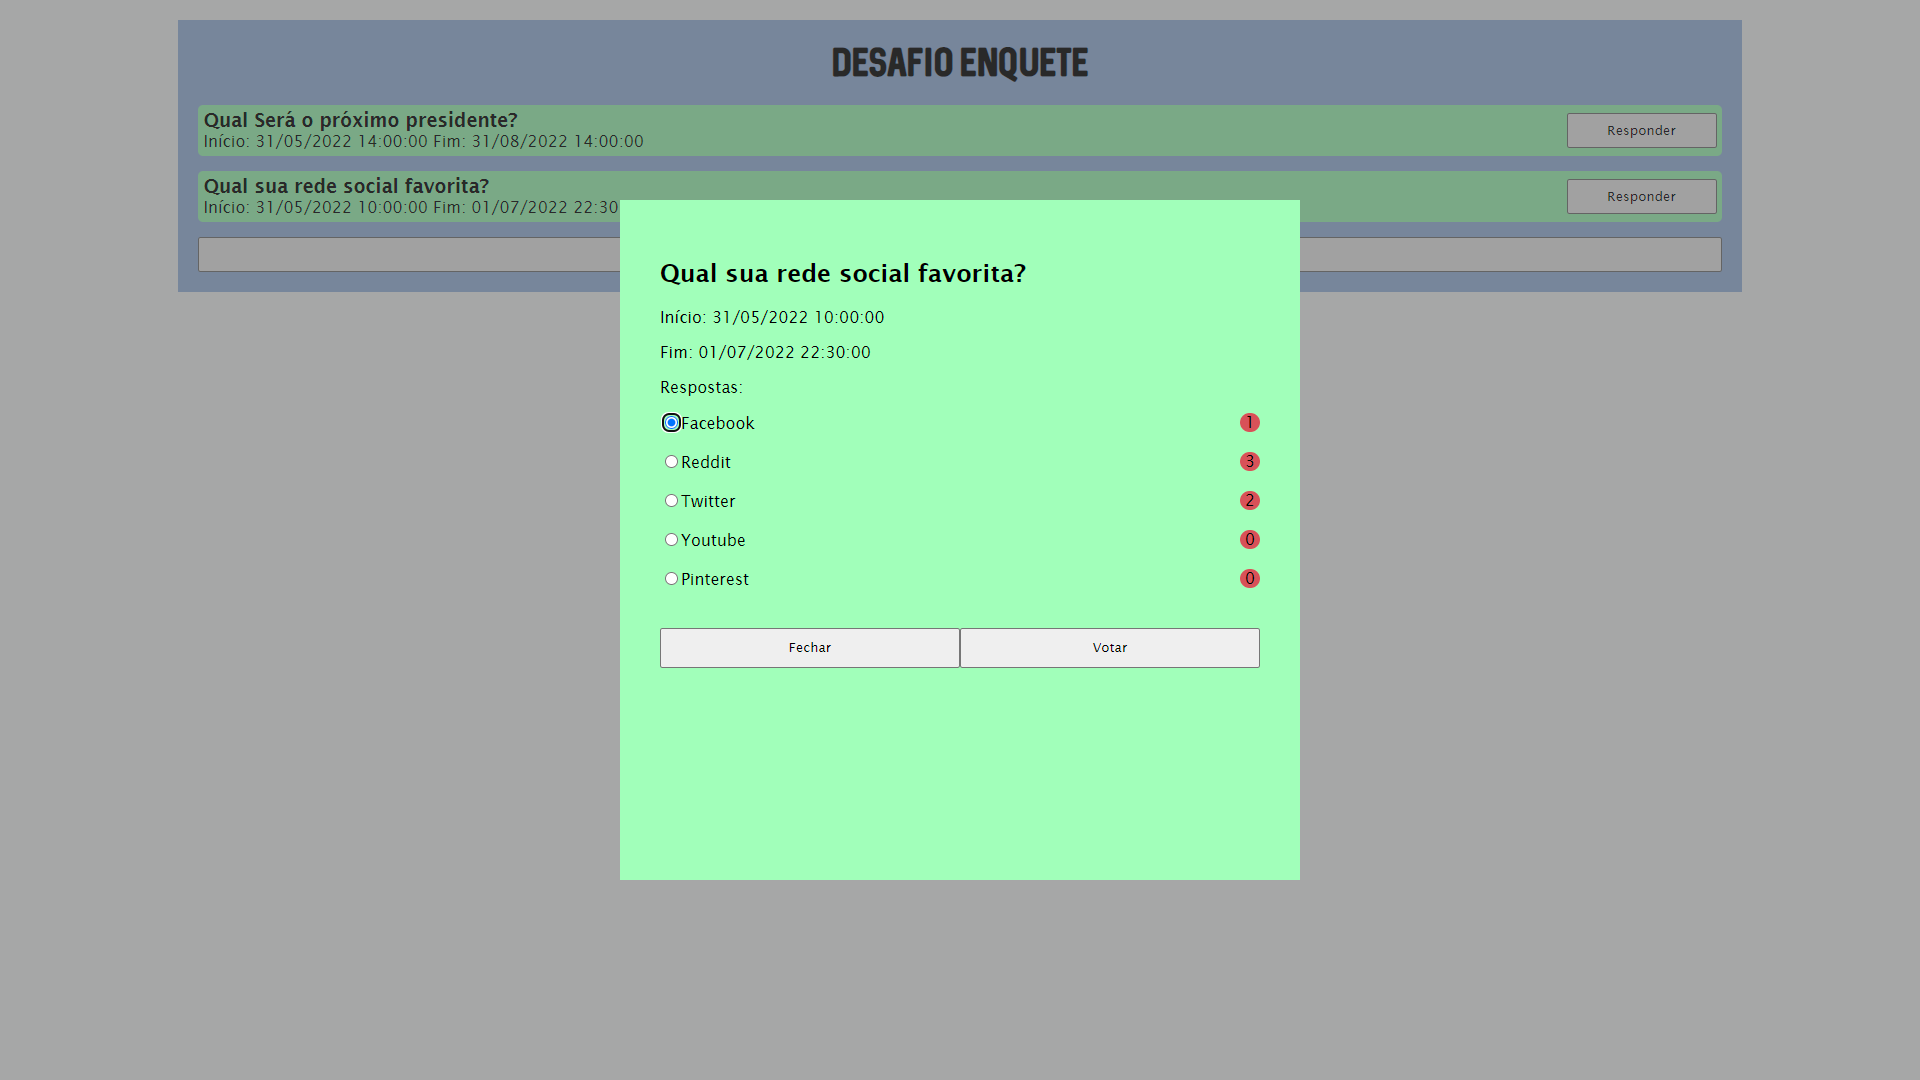 DESAFIO ENQUETE
Qual Será o próximo presidente?
Início: 31/05/2022 14:00:00 Fim: 31/08/2022 14:00:00
Responder
Qual sua rede social favorita?
Início: 31/05/2022 10:00:00 Fim: 01/07/2022 22:30
Responder
Qual sua rede social favorita?
Início: 31/05/2022 10:00:00
Fim: 01/07/2022 22:30:00
Respostas:
Facebook 1
Reddit 3
Twitter 2
Youtube 0
Pinterest 0
Fechar Votar